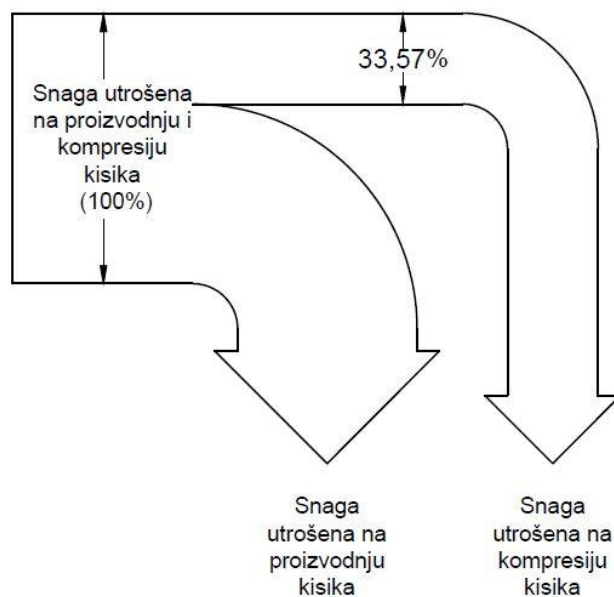 33,57%
Snaga utrošena
na proizvodnju i
kompresiju
kisika
(100%)
Snaga
utrošena na
proizvodnju
kisika
Snaga
utrošena na
kompresiju
kisika